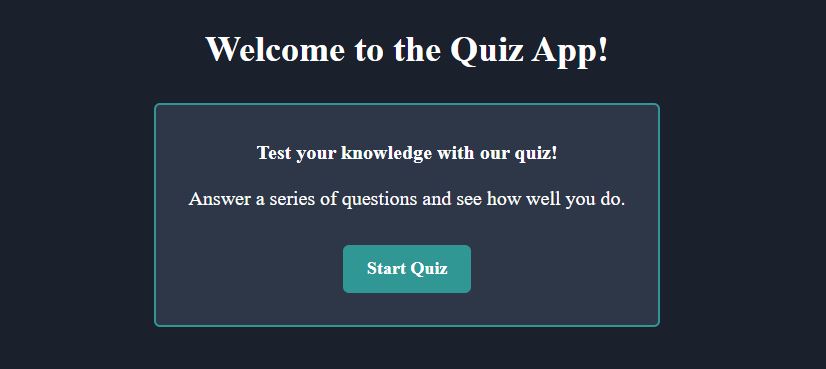 Welcome to the Quiz App!
Test your knowledge with our quiz!
Answer a series of questions and see how well you do.
Start Quiz